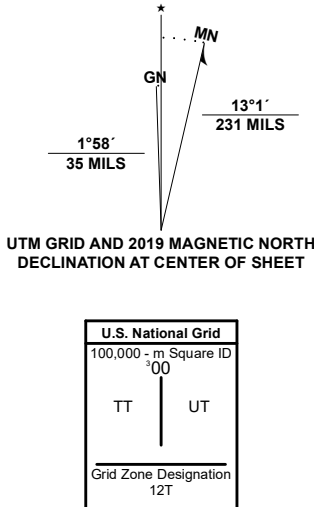 ★
MN
GN
13°1´
231 MILS
1°58´
35 MILS
UTM GRID AND 2019 MAGNETIC NORTH
DECLINATION AT CENTER OF SHEET
U.S. National Grid
100,000 - m Square ID
³00
TT UT
Grid Zone Designation
12T